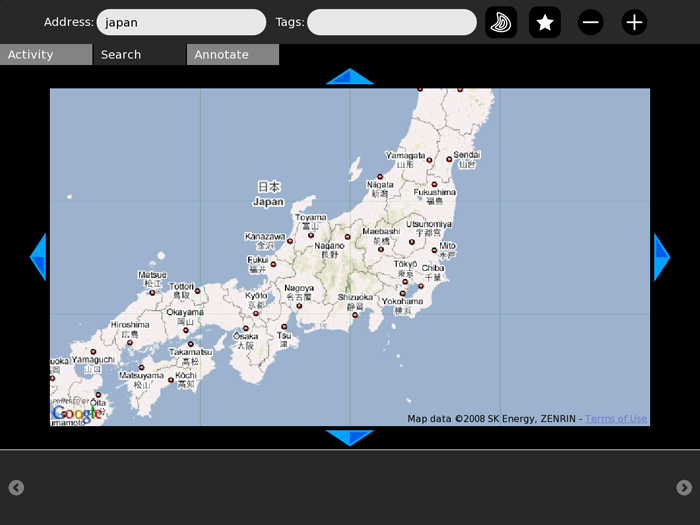 Address: japan
Tags:
Activity
Search
Annotate
Yamagata
山形
Sendai
仙台
Niigata
新潟
Fukushima
福島
日本
Japan
Toyama
富山
Utsunomiya
宇都宮
Kanazawa
金沢
Nagano
長野
Maebashi
前橋
Mito
水戸
Fukui
福井
Tōkyō
東京
Chiba
千葉
Matsue
松江
Tottori
鳥取
Kyōto
京都
Nagoya
名古屋
Shizuoka
静岡
Yokohama
横浜
Okayama
岡山
Hiroshima
広島
Ōsaka
大阪
Tsu
津
Takamatsu
高松
uoka
岡
Yamaguchi
山口
Matsuyama
松山
Kōchi
高知
Ōita
大分
POWERED BY
Google
umamoto
Map data ©2008 SK Energy, ZENRIN - Terms of Use